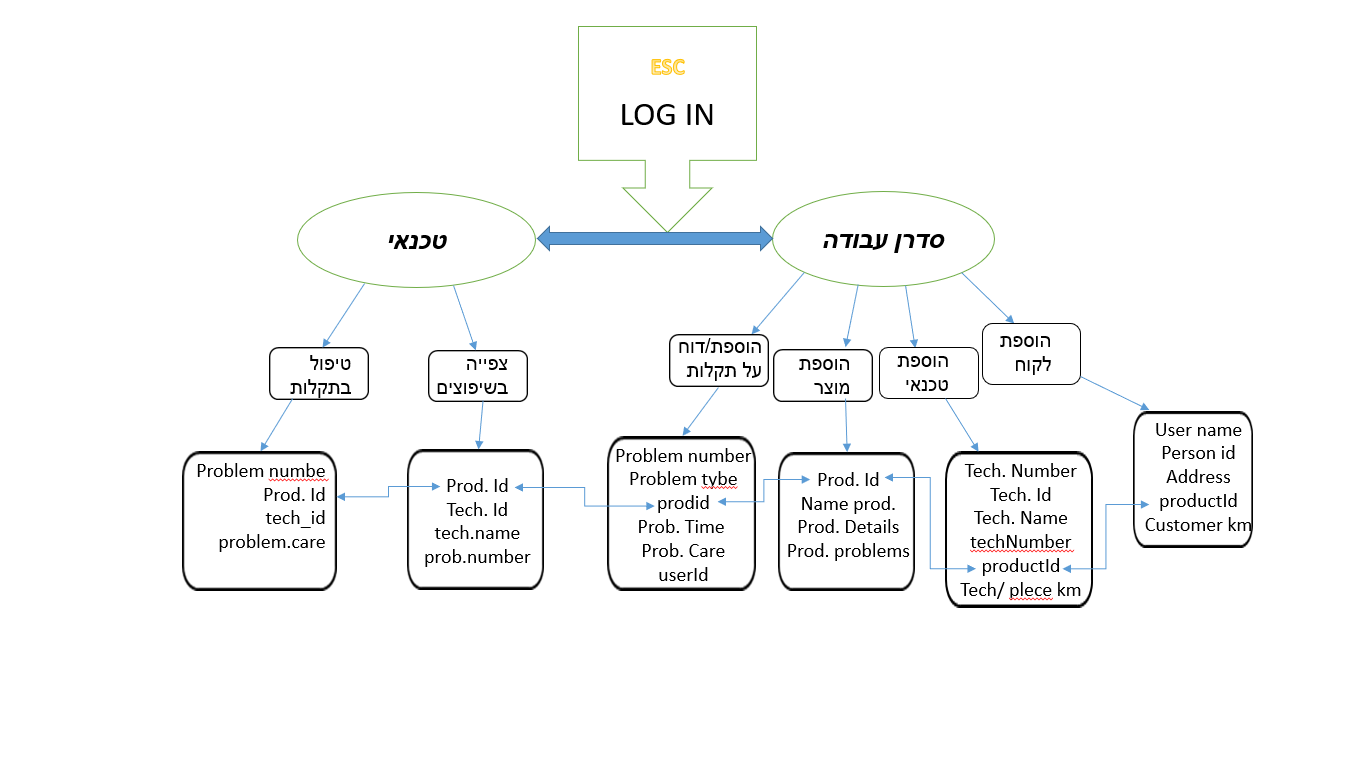 ESC
LOG IN
טכנאי
סדרן עבודה
טיפול
בתקלות
צפייה
בשיפוצים
הוספת/דוח
על תקלות
הוספת
מוצר
הוספת
טכנאי
הוספת
לקוח
Problem numbe
Prod. Id
tech_id
problem.care
Prod. Id
Tech. Id
tech.name
prob.number
Problem number
Problem tybe
prodid
Prob. Time
Prob. Care
userId
Prod. Id
Name prod.
Prod. Details
Prod. problems
Tech. Number
Tech. Id
Tech. Name
techNumber
productId
Tech/ plece km
User name
Person id
Address
productId
Customer km